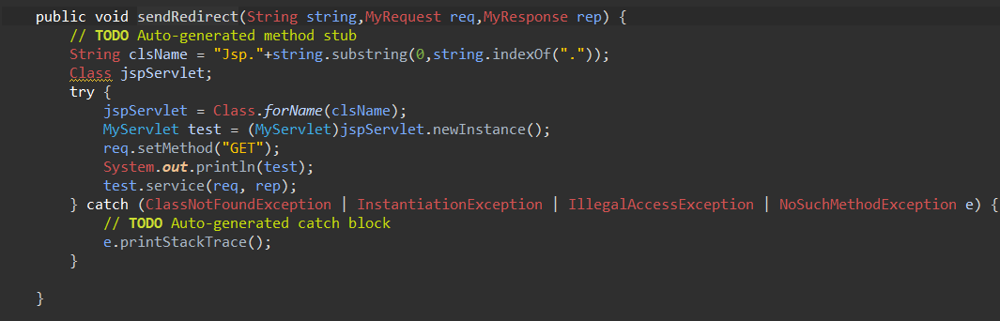 public void sendRedirect(String string,MyRequest req,MyResponse rep) {
// TODO Auto-generated method stub
String clsName = "Jsp."+string.substring(0,string.indexOf("."));
Class jspServlet;
try {
jspServlet = Class.forName(clsName);
MyServlet test = (MyServlet)jspServlet.newInstance();
req.setMethod("GET");
System.out.println(test);
test.service(req, rep);
} catch (ClassNotFoundException | InstantiationException | IllegalAccessException | NoSuchMethodException e) {
// TODO Auto-generated catch block
e.printStackTrace();
}
}